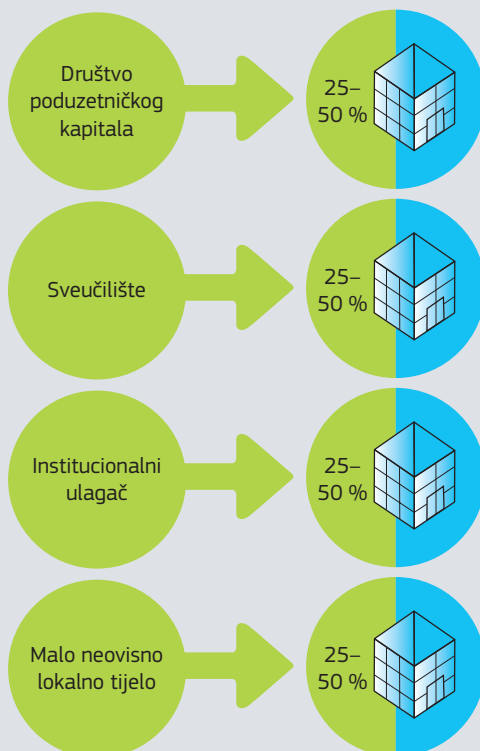 Društvo
poduzetničkog
kapitala
25–
50 %
Sveučilište
25–
50 %
Institucionalni
ulagač
25–
50 %
Malo neovisno
lokalno tijelo
25–
50 %